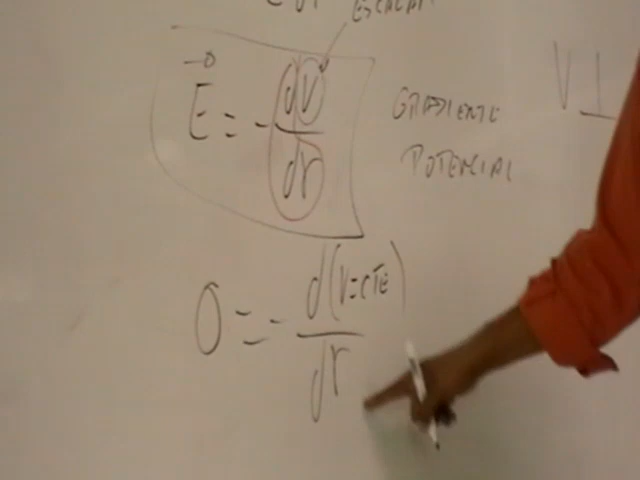 ESCALAR
E⃗ = - dV/dr
GRADIENTE
POTENCIAL
V ⊥
0 = - d(V=CTE)/dr